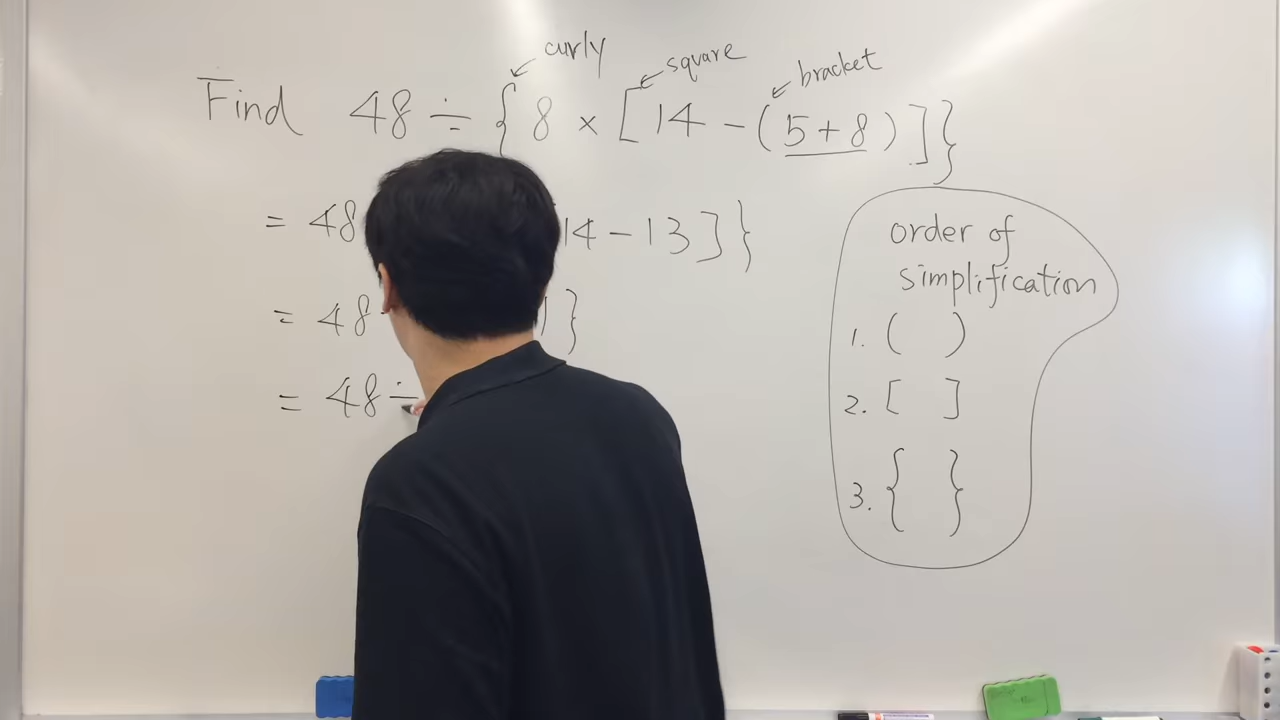 curly
square
bracket
Find 48 ÷ { 8 × [ 14 - ( 5 + 8 ) ] }
= 48 14 - 13 ] }
= 48 }
= 48 ÷
order of
simplification
1. ( )
2. [ ]
3. { }